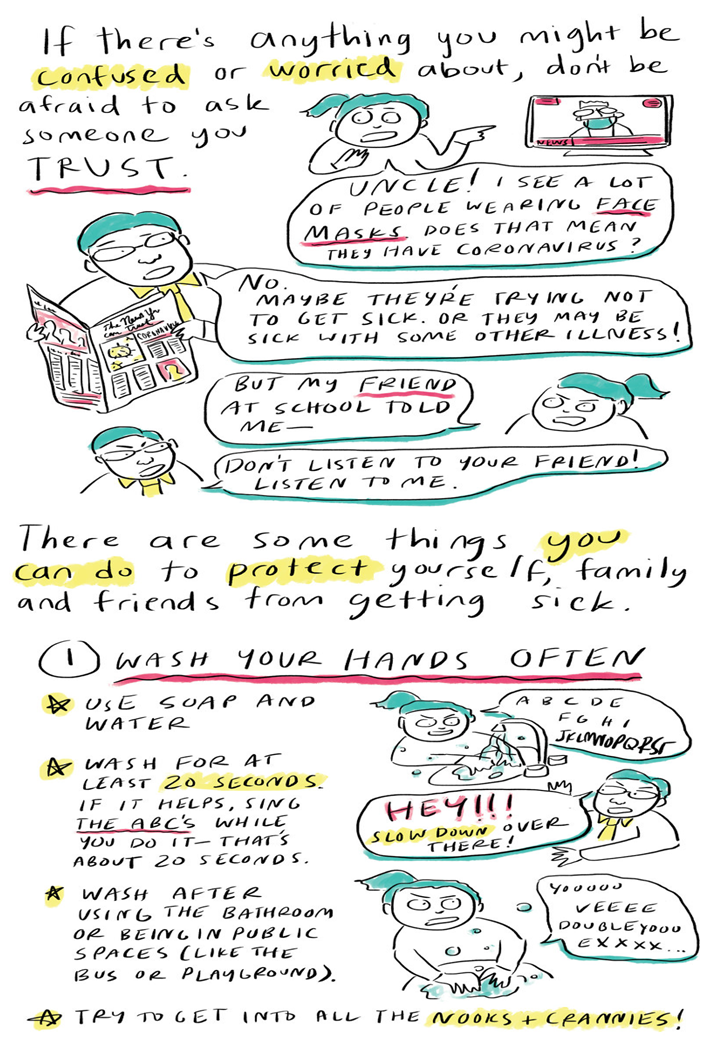 If there's anything you might be
confused or worried about, don't be
afraid to ask
someone you
TRUST.
NEWS
UNCLE! I SEE A LOT
OF PEOPLE WEARING FACE
MASKS DOES THAT MEAN
THEY HAVE CORONAVIRUS?
The News You
can trust
CORONAVIRUS
NO.
MAYBE THEY'RE TRYING NOT
TO GET SICK. OR THEY MAY BE
SICK WITH SOME OTHER ILLNESS!
BUT MY FRIEND
AT SCHOOL TOLD
ME—
DON'T LISTEN TO YOUR FRIEND!
LISTEN TO ME.
There are some things you
can do to protect yourself, family
and friends from getting sick.
1 WASH YOUR HANDS OFTEN
USE SOAP AND
WATER
WASH FOR AT
LEAST 20 SECONDS.
IF IT HELPS, SING
THE ABC'S WHILE
YOU DO IT— THAT'S
ABOUT 20 SECONDS.
WASH AFTER
USING THE BATHROOM
OR BEING IN PUBLIC
SPACES (LIKE THE
BUS OR PLAYGROUND).
A B C D E
F G H I
JKLMNOPQRST
HEY!!!
SLOW DOWN OVER
THERE!
YOUUUU
VEEEE
DOUBLEYOUU
EXXXX...
TRY TO GET INTO ALL THE NOOKS + CRANNIES!